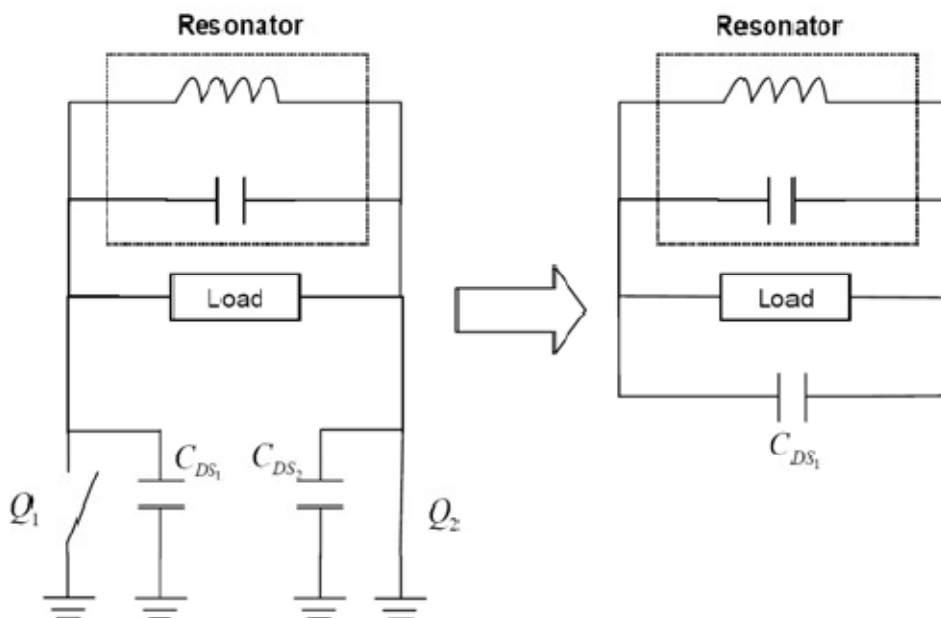 Resonator
Load
C_{DS_1}
C_{DS_2}
Q_1
Q_2
Resonator
Load
C_{DS_1}